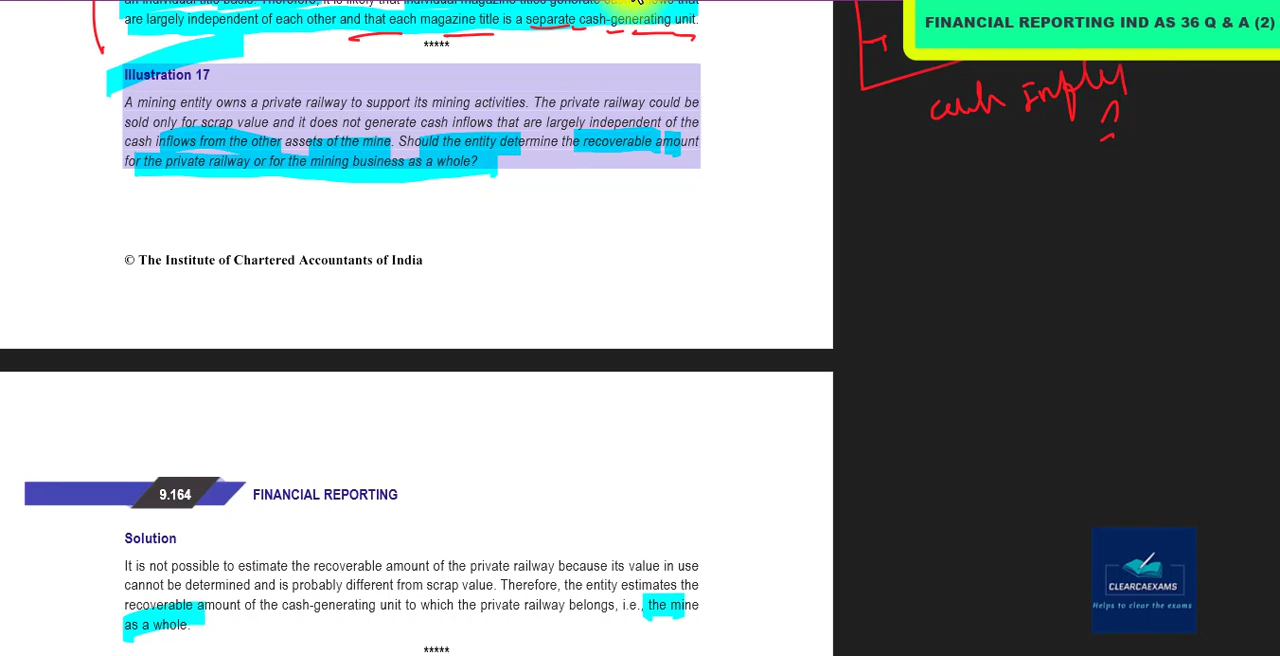 are largely independent of each other and that each magazine title is a separate cash-generating unit.
*****
FINANCIAL REPORTING IND AS 36 Q & A (2)
cash
Illustration 17
A mining entity owns a private railway to support its mining activities. The private railway could be
sold only for scrap value and it does not generate cash inflows that are largely independent of the
cash inflows from the other assets of the mine. Should the entity determine the recoverable amount
for the private railway or for the mining business as a whole?
© The Institute of Chartered Accountants of India
9.164 FINANCIAL REPORTING
Solution
It is not possible to estimate the recoverable amount of the private railway because its value in use
cannot be determined and is probably different from scrap value. Therefore, the entity estimates the
recoverable amount of the cash-generating unit to which the private railway belongs, i.e., the mine
as a whole.
*****
CLEARCAEXAMS
Helps to clear the exams